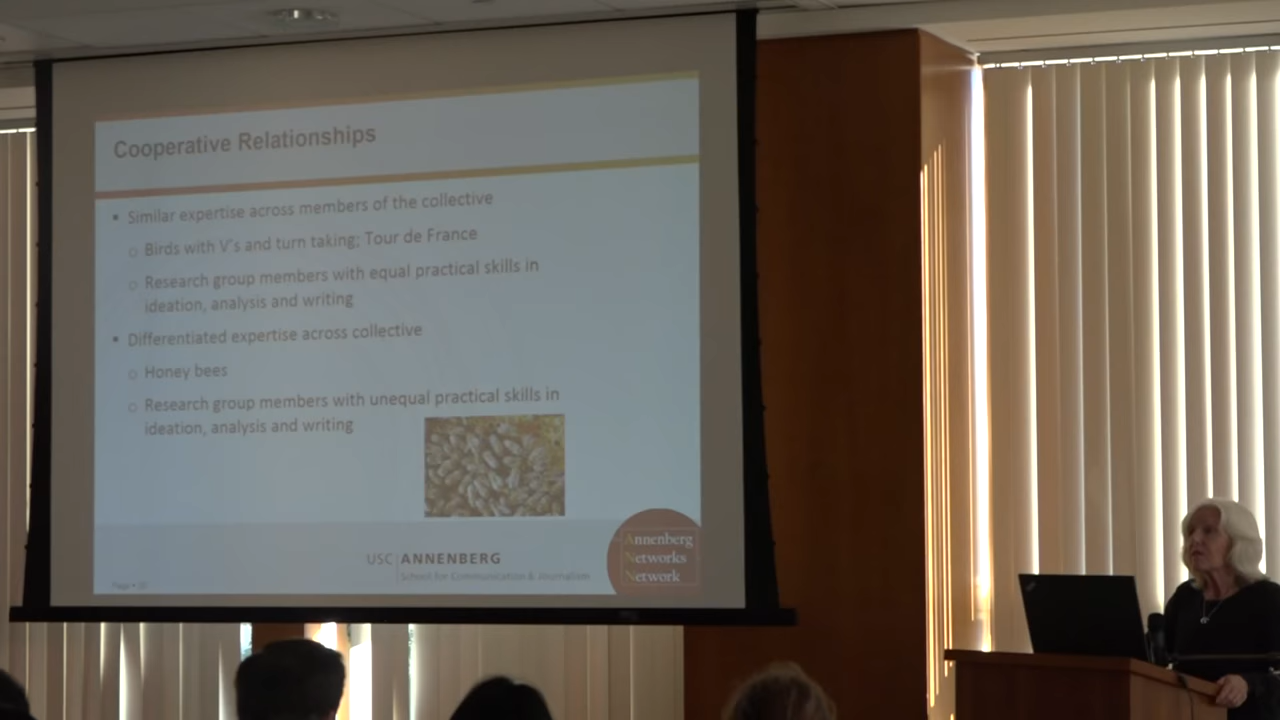 Cooperative Relationships
▪ Similar expertise across members of the collective
o Birds with V's and turn taking; Tour de France
o Research group members with equal practical skills in
ideation, analysis and writing
▪ Differentiated expertise across collective
o Honey bees
o Research group members with unequal practical skills in
ideation, analysis and writing
USC ANNENBERG
School for Communication & Journalism
Annenberg
Networks
Network
Page ▪